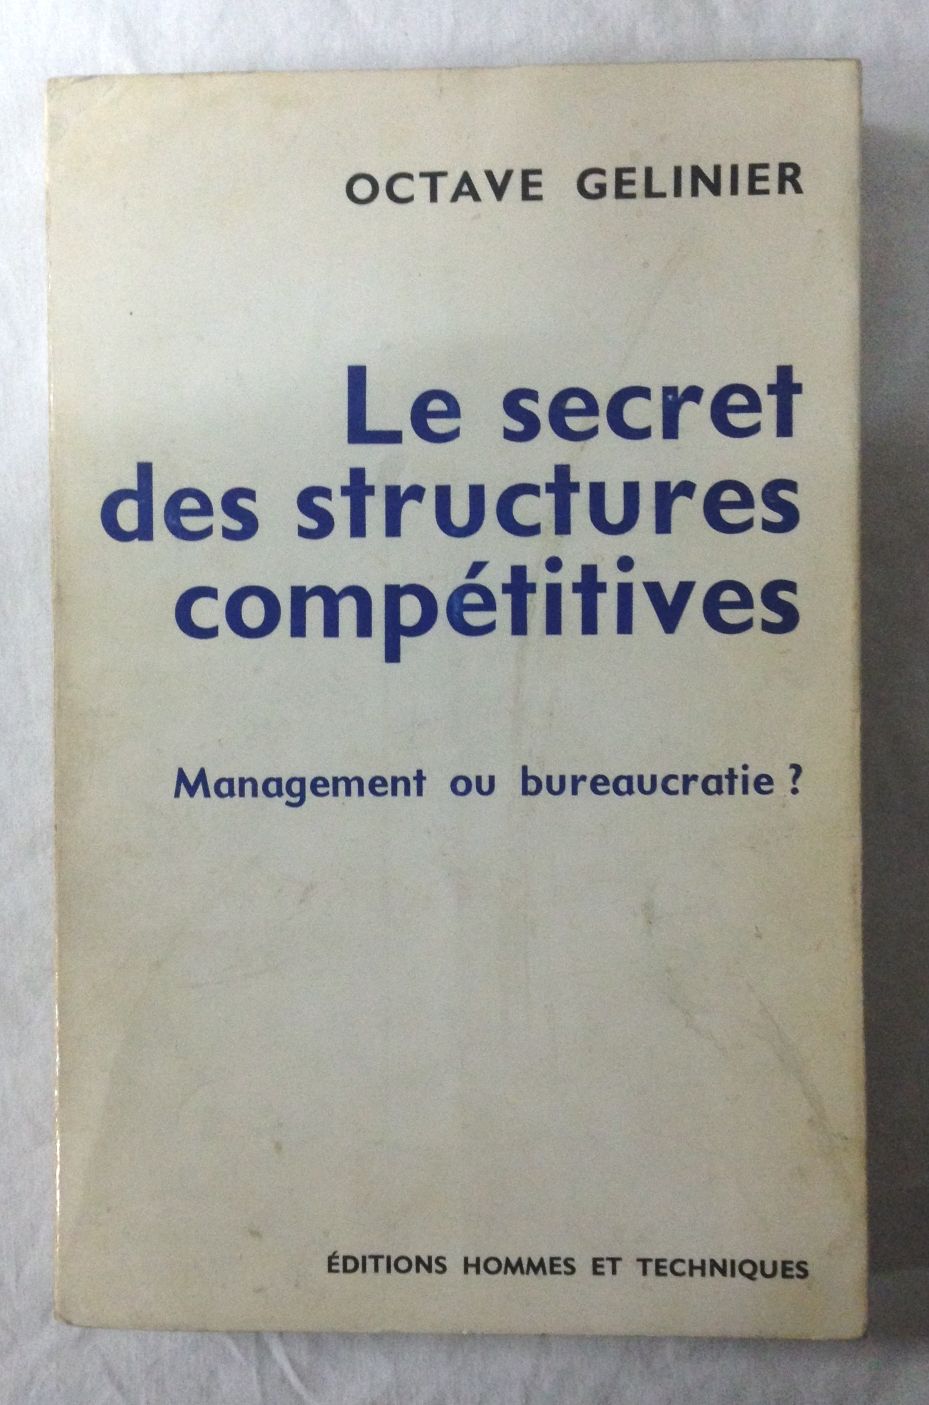 OCTAVE GELINIER
Le secret
des structures
compétitives
Management ou bureaucratie ?
ÉDITIONS HOMMES ET TECHNIQUES